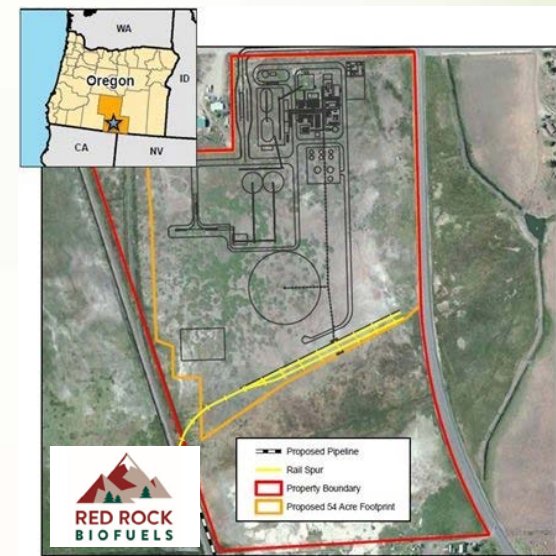 WA
Oregon
ID
CA
NV
Proposed Pipeline
Rail Spur
Property Boundary
Proposed 54 Acre Footprint
RED ROCK
BIOFUELS